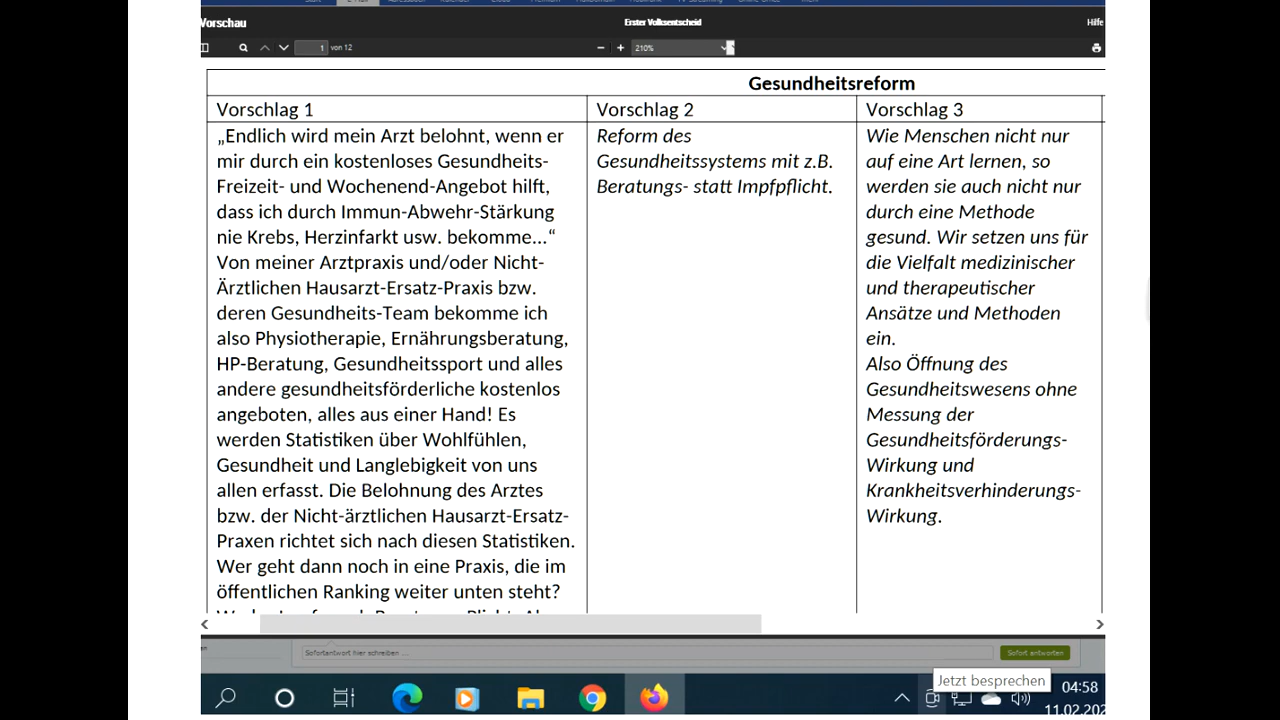 Vorschau
Erster Volksentscheid
Hilfe
1 von 12
210%
Gesundheitsreform
Vorschlag 1
„Endlich wird mein Arzt belohnt, wenn er
mir durch ein kostenloses Gesundheits-
Freizeit- und Wochenend-Angebot hilft,
dass ich durch Immun-Abwehr-Stärkung
nie Krebs, Herzinfarkt usw. bekomme...“
Von meiner Arztpraxis und/oder Nicht-
Ärztlichen Hausarzt-Ersatz-Praxis bzw.
deren Gesundheits-Team bekomme ich
also Physiotherapie, Ernährungsberatung,
HP-Beratung, Gesundheitssport und alles
andere gesundheitsförderliche kostenlos
angeboten, alles aus einer Hand! Es
werden Statistiken über Wohlfühlen,
Gesundheit und Langlebigkeit von uns
allen erfasst. Die Belohnung des Arztes
bzw. der Nicht-ärztlichen Hausarzt-Ersatz-
Praxen richtet sich nach diesen Statistiken.
Wer geht dann noch in eine Praxis, die im
öffentlichen Ranking weiter unten steht?
Vorschlag 2
Reform des
Gesundheitssystems mit z.B.
Beratungs- statt Impfpflicht.
Vorschlag 3
Wie Menschen nicht nur
auf eine Art lernen, so
werden sie auch nicht nur
durch eine Methode
gesund. Wir setzen uns für
die Vielfalt medizinischer
und therapeutischer
Ansätze und Methoden
ein.
Also Öffnung des
Gesundheitswesens ohne
Messung der
Gesundheitsförderungs-
Wirkung und
Krankheitsverhinderungs-
Wirkung.
Sofortantwort hier schreiben ...
Sofort antworten
Jetzt besprechen
04:58
11.02.202